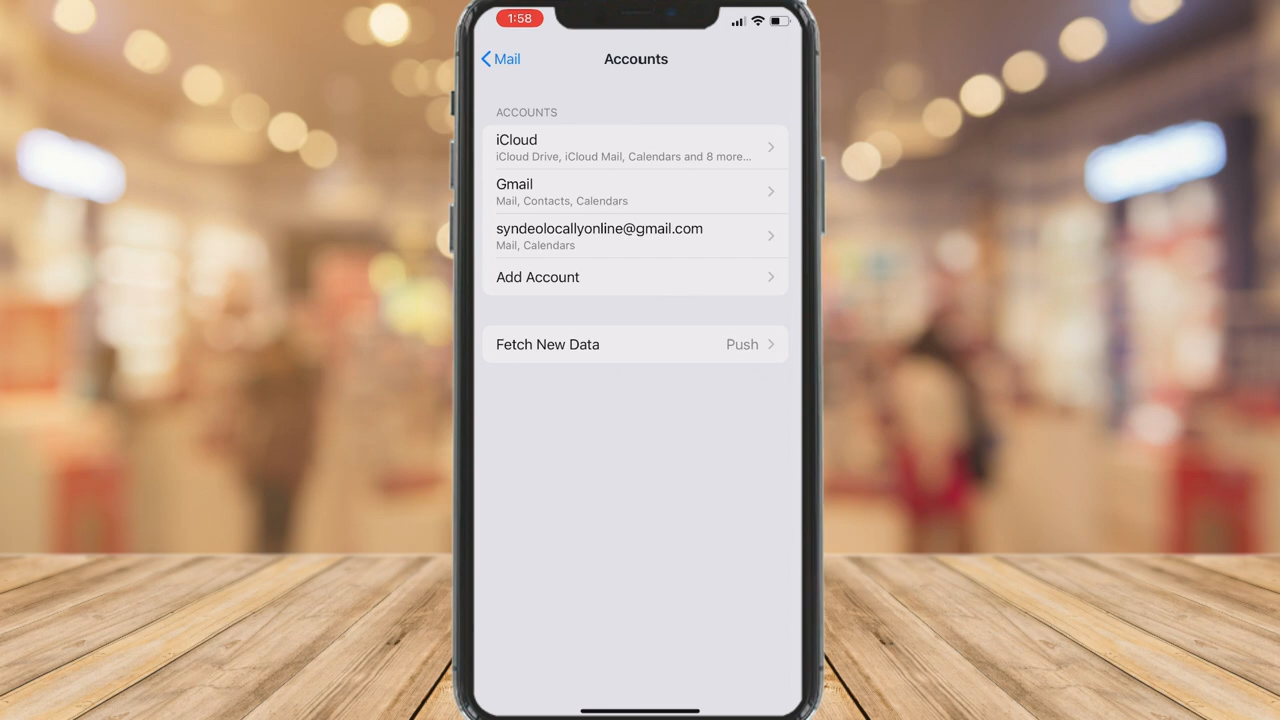 1:58
Mail
Accounts
ACCOUNTS
iCloud
iCloud Drive, iCloud Mail, Calendars and 8 more...
Gmail
Mail, Contacts, Calendars
syndeolocallyonline@gmail.com
Mail, Calendars
Add Account
Fetch New Data
Push